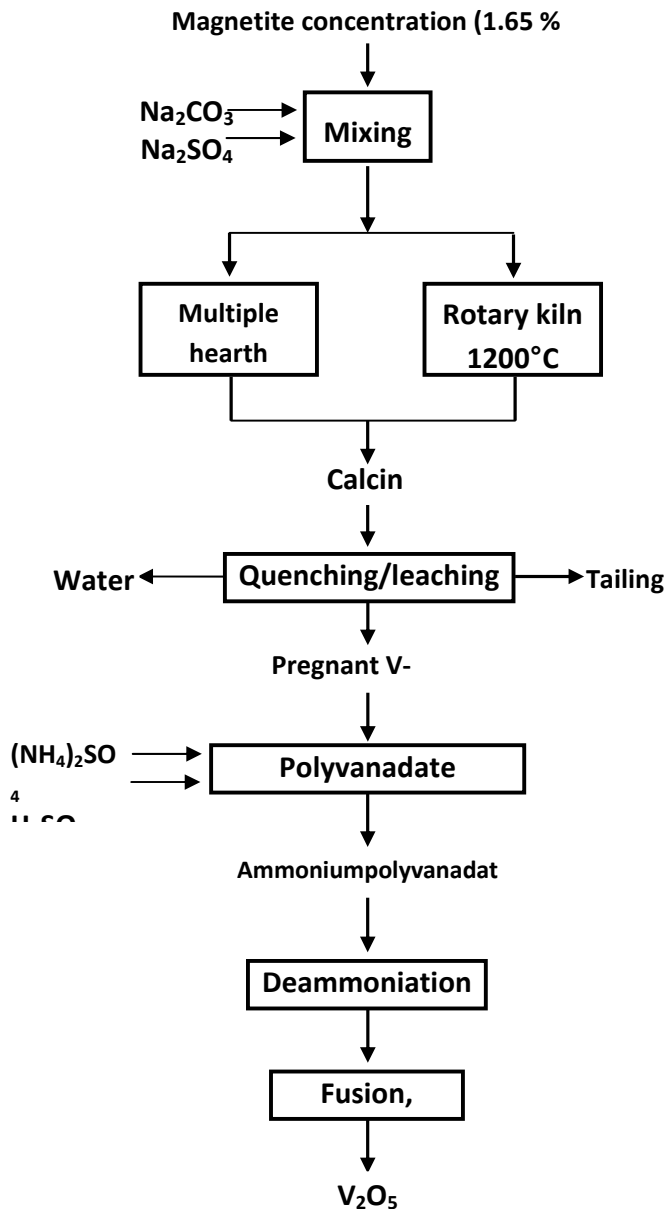 Magnetite concentration (1.65 %
Na₂CO₃
Na₂SO₄
Mixing
Multiple
hearth
Rotary kiln
1200°C
Calcin
Water
Quenching/leaching
Tailing
Pregnant V-
(NH₄)₂SO
4
Polyvanadate
Ammoniumpolyvanadat
Deammoniation
Fusion,
V₂O₅